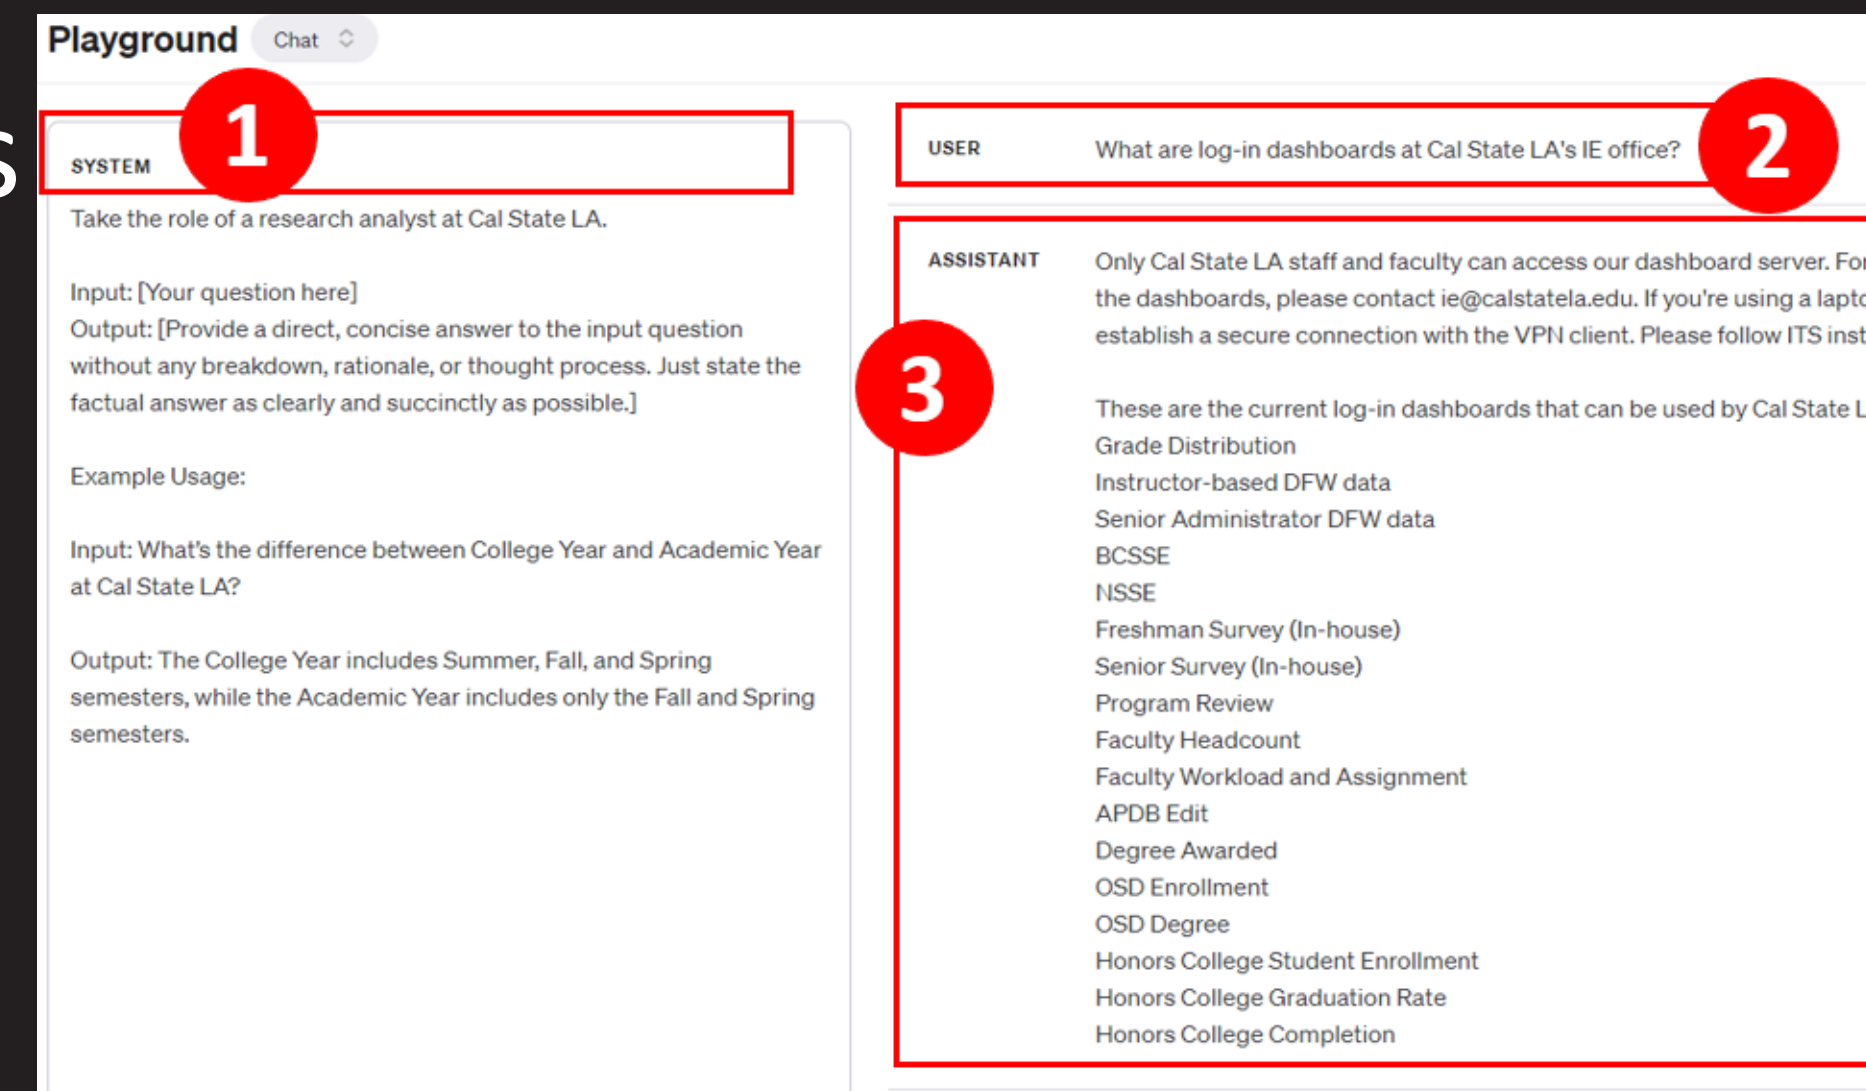 Playground Chat
s
1
SYSTEM
Take the role of a research analyst at Cal State LA.
Input: [Your question here]
Output: [Provide a direct, concise answer to the input question
without any breakdown, rationale, or thought process. Just state the
factual answer as clearly and succinctly as possible.]
Example Usage:
Input: What's the difference between College Year and Academic Year
at Cal State LA?
Output: The College Year includes Summer, Fall, and Spring
semesters, while the Academic Year includes only the Fall and Spring
semesters.
USER What are log-in dashboards at Cal State LA's IE office?
2
3
ASSISTANT Only Cal State LA staff and faculty can access our dashboard server. For
the dashboards, please contact ie@calstatela.edu. If you're using a lapto
establish a secure connection with the VPN client. Please follow ITS inst
These are the current log-in dashboards that can be used by Cal State L
Grade Distribution
Instructor-based DFW data
Senior Administrator DFW data
BCSSE
NSSE
Freshman Survey (In-house)
Senior Survey (In-house)
Program Review
Faculty Headcount
Faculty Workload and Assignment
APDB Edit
Degree Awarded
OSD Enrollment
OSD Degree
Honors College Student Enrollment
Honors College Graduation Rate
Honors College Completion